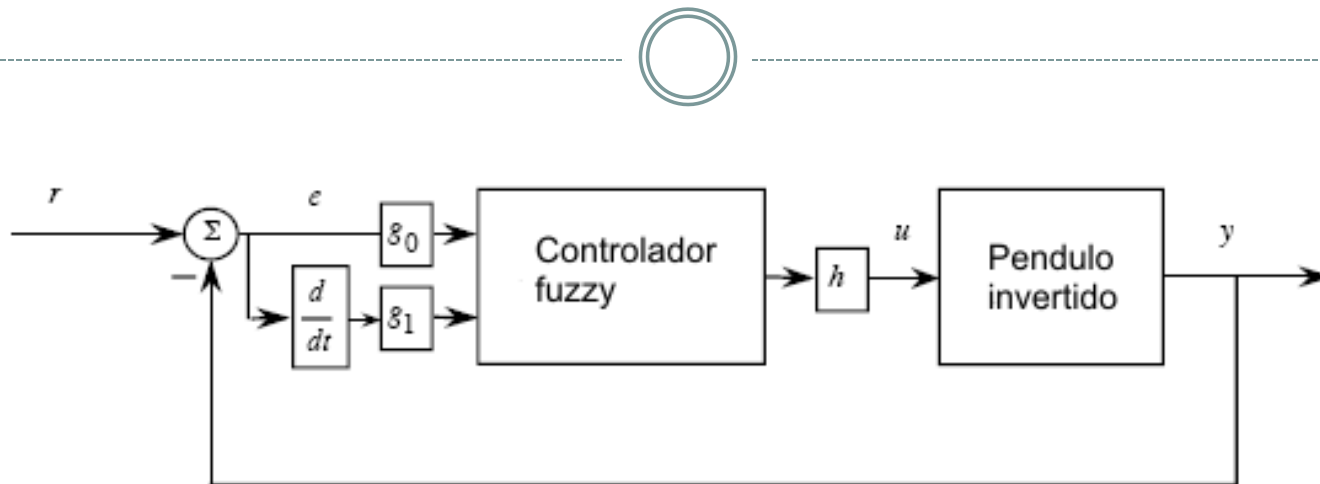 r
e
Σ
−
g0
d
dt
g1
Controlador
fuzzy
h
u
Pendulo
invertido
y